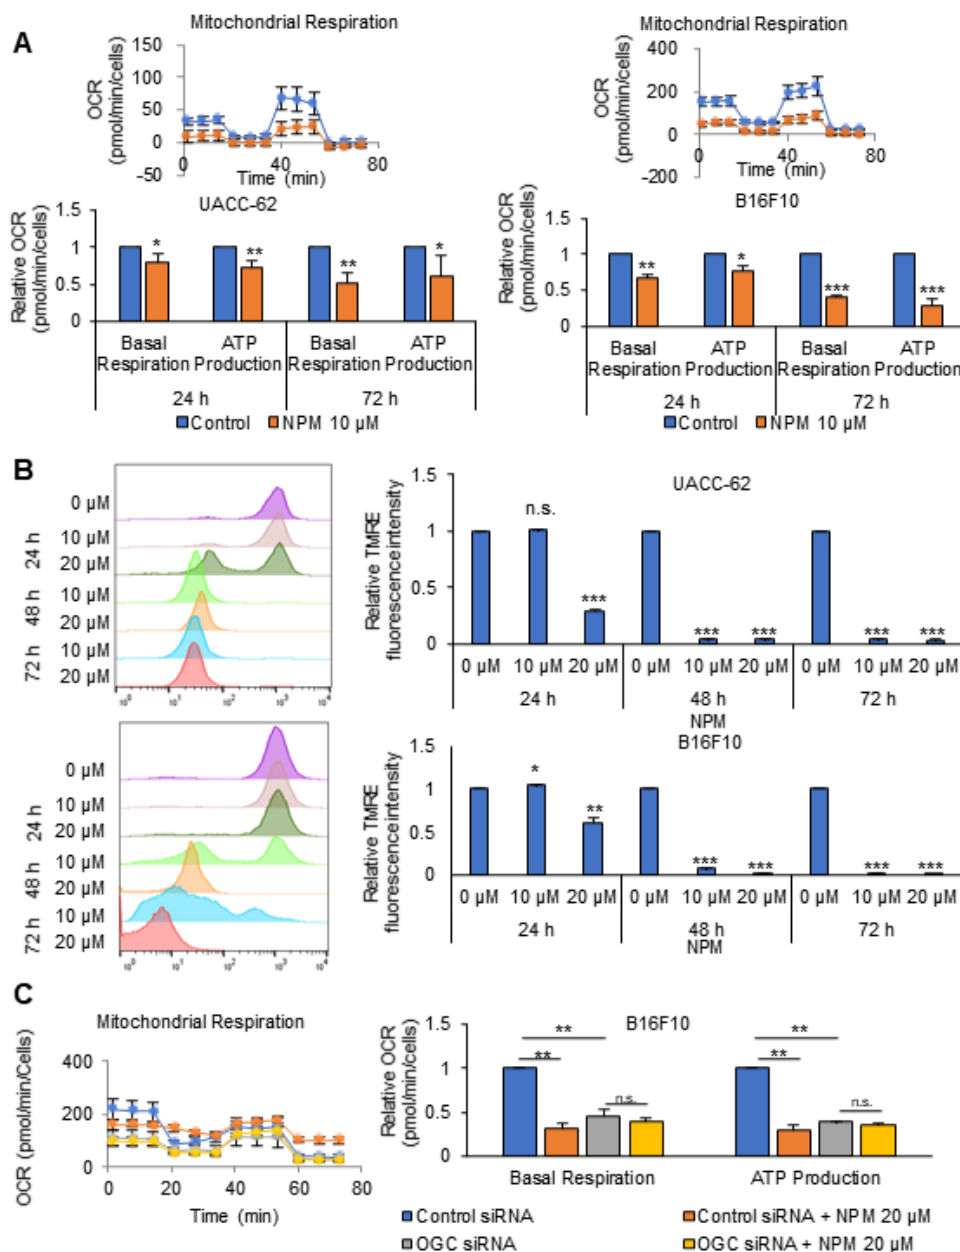 A
Mitochondrial Respiration
OCR
(pmol/min/cells)
150
100
50
0
−50
0
40
80
Time (min)
Mitochondrial Respiration
OCR
(pmol/min/cells)
400
200
0
−200
0
40
80
Time (min)
UACC-62
Relative OCR
(pmol/min/cells)
1.5
1
0.5
0
* ** ** *
Basal Respiration
ATP Production
Basal Respiration
ATP Production
24 h
72 h
Control
NPM 10 µM
B16F10
Relative OCR
(pmol/min/cells)
1.5
1
0.5
0
** * *** ***
Basal Respiration
ATP Production
Basal Respiration
ATP Production
24 h
72 h
Control
NPM 10 µM
B
0 µM
10 µM
24 h
20 µM
10 µM
48 h
20 µM
10 µM
72 h
20 µM
10⁰ 10¹ 10² 10³ 10⁴
UACC-62
Relative TMRE
fluorescence intensity
1.5
1
0.5
0
n.s. *** *** *** *** ***
0 µM 10 µM 20 µM 0 µM 10 µM 20 µM 0 µM 10 µM 20 µM
24 h 48 h 72 h
NPM
0 µM
10 µM
24 h
20 µM
10 µM
48 h
20 µM
10 µM
72 h
20 µM
10⁰ 10¹ 10² 10³ 10⁴
B16F10
Relative TMRE
fluorescence intensity
1.5
1
0.5
0
* ** *** *** *** ***
0 µM 10 µM 20 µM 0 µM 10 µM 20 µM 0 µM 10 µM 20 µM
24 h 48 h 72 h
NPM
C
Mitochondrial Respiration
OCR (pmol/min/Cells)
400
200
0
0 20 40 60 80
Time (min)
B16F10
Relative OCR
(pmol/min/cells)
1.5
1
0.5
0
** ** n.s. ** ** n.s.
Basal Respiration
ATP Production
Control siRNA
Control siRNA + NPM 20 µM
OGC siRNA
OGC siRNA + NPM 20 µM